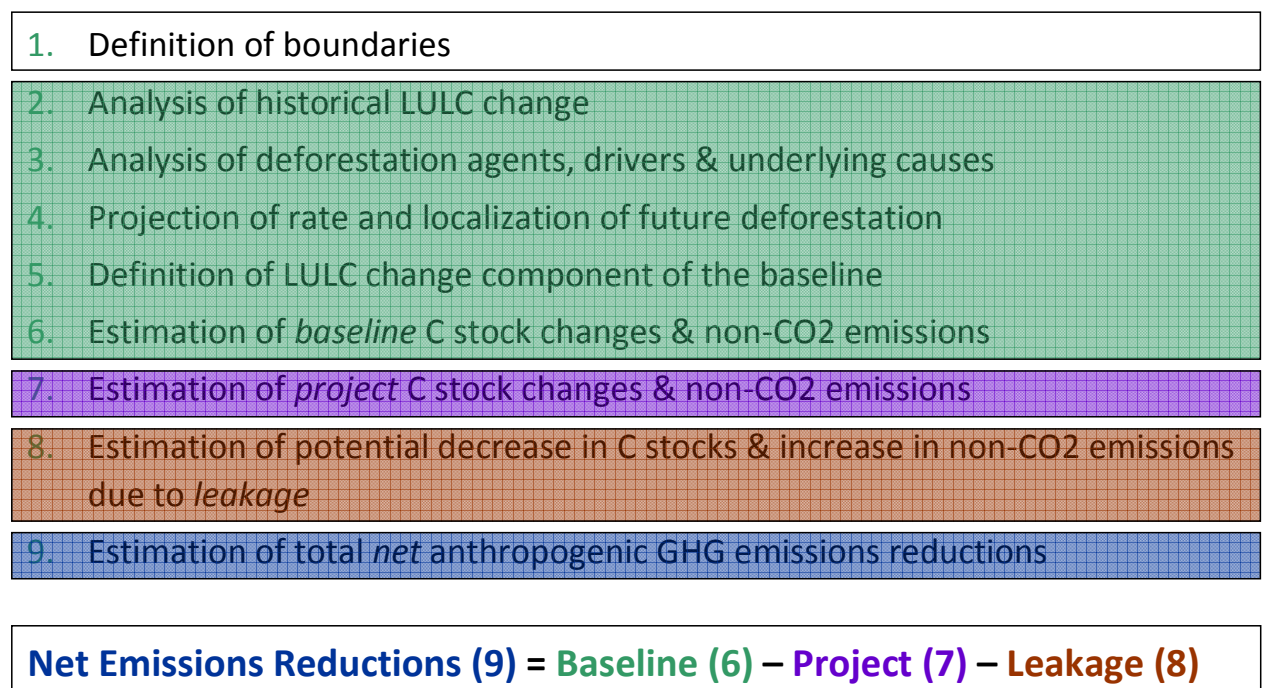 1. Definition of boundaries
2. Analysis of historical LULC change
3. Analysis of deforestation agents, drivers & underlying causes
4. Projection of rate and localization of future deforestation
5. Definition of LULC change component of the baseline
6. Estimation of baseline C stock changes & non-CO2 emissions
7. Estimation of project C stock changes & non-CO2 emissions
8. Estimation of potential decrease in C stocks & increase in non-CO2 emissions
due to leakage
9. Estimation of total net anthropogenic GHG emissions reductions
Net Emissions Reductions (9) = Baseline (6) – Project (7) – Leakage (8)